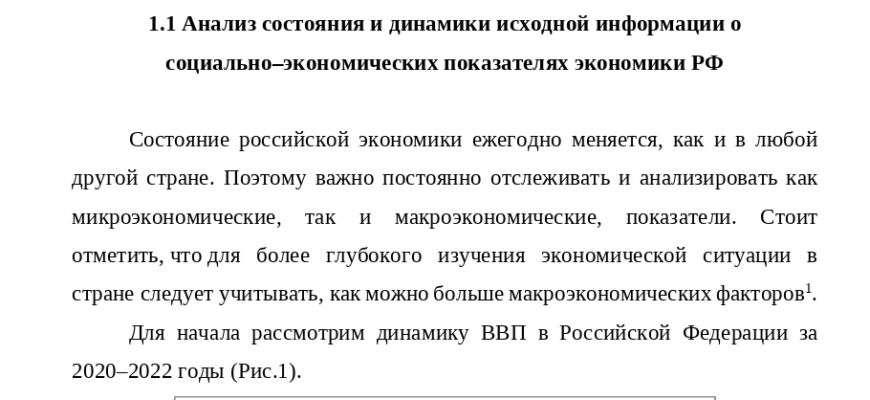 1.1 Анализ состояния и динамики исходной информации о
социально–экономических показателях экономики РФ
Состояние российской экономики ежегодно меняется, как и в любой
другой стране. Поэтому важно постоянно отслеживать и анализировать как
микроэкономические, так и макроэкономические, показатели. Стоит
отметить, что для более глубокого изучения экономической ситуации в
стране следует учитывать, как можно больше макроэкономических факторов¹.
Для начала рассмотрим динамику ВВП в Российской Федерации за
2020–2022 годы (Рис.1).